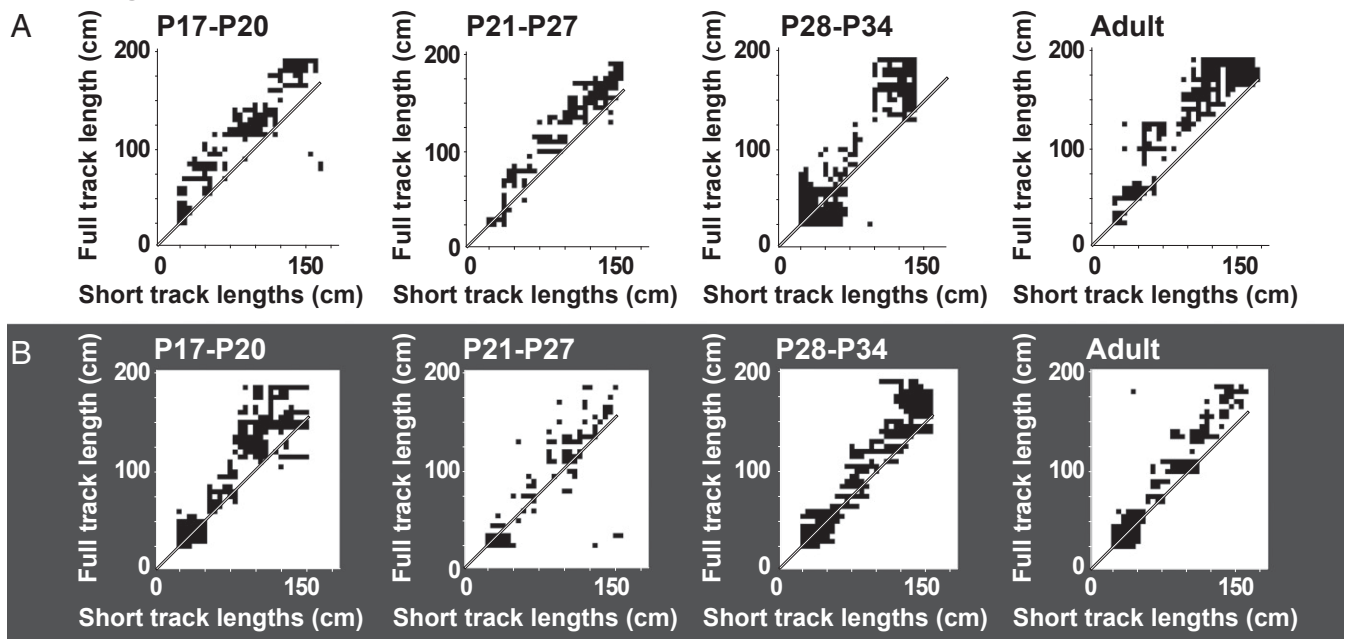 A
P17-P20
P21-P27
P28-P34
Adult
Full track length (cm)
200
100
0
0
150
Short track lengths (cm)
Full track length (cm)
200
100
0
0
150
Short track lengths (cm)
Full track length (cm)
200
100
0
0
150
Short track lengths (cm)
Full track length (cm)
200
100
0
0
150
Short track lengths (cm)
B
P17-P20
P21-P27
P28-P34
Adult
Full track length (cm)
200
100
0
0
150
Short track lengths (cm)
Full track length (cm)
200
100
0
0
150
Short track lengths (cm)
Full track length (cm)
200
100
0
0
150
Short track lengths (cm)
Full track length (cm)
200
100
0
0
150
Short track lengths (cm)